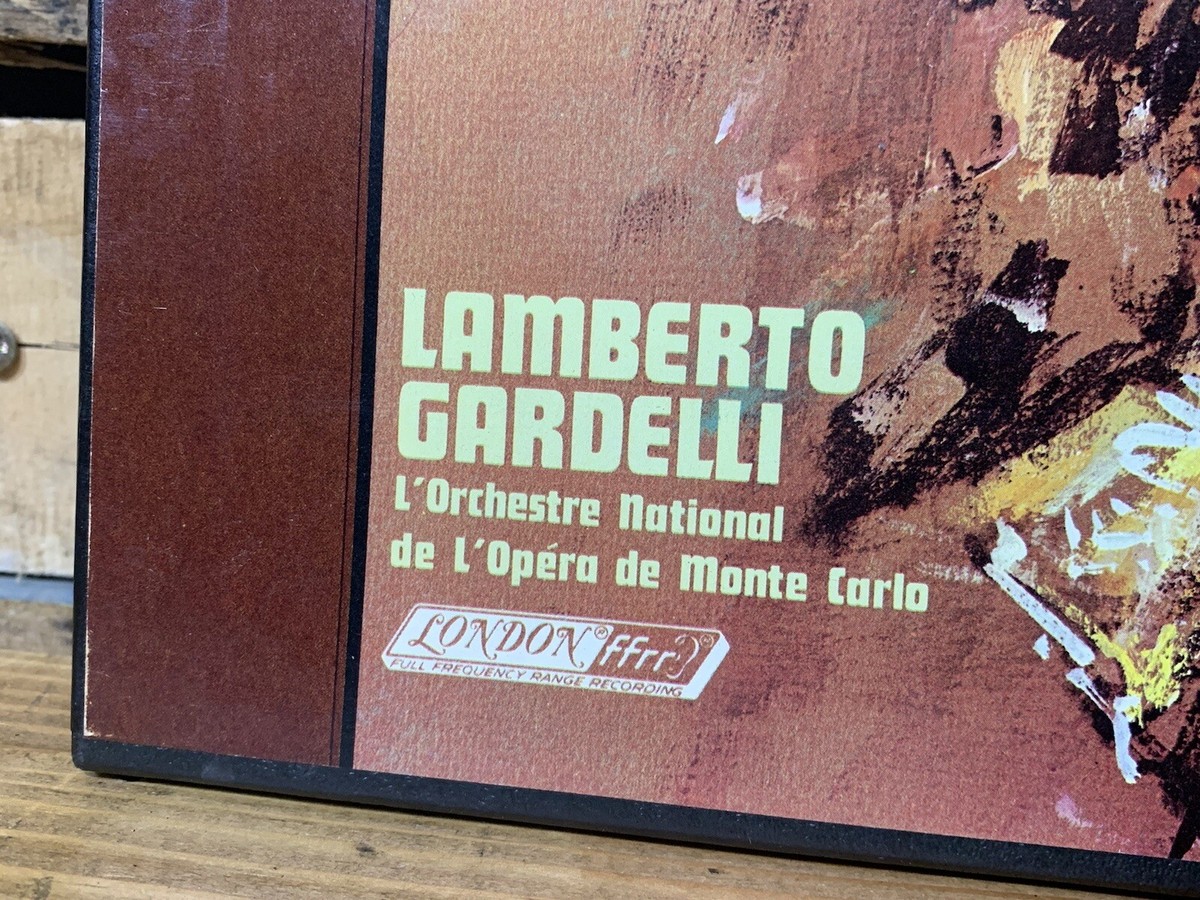 LAMBERTO
GARDELLI
L'Orchestre National
de L'Opéra de Monte Carlo
LONDON® ffrr
FULL FREQUENCY RANGE RECORDING